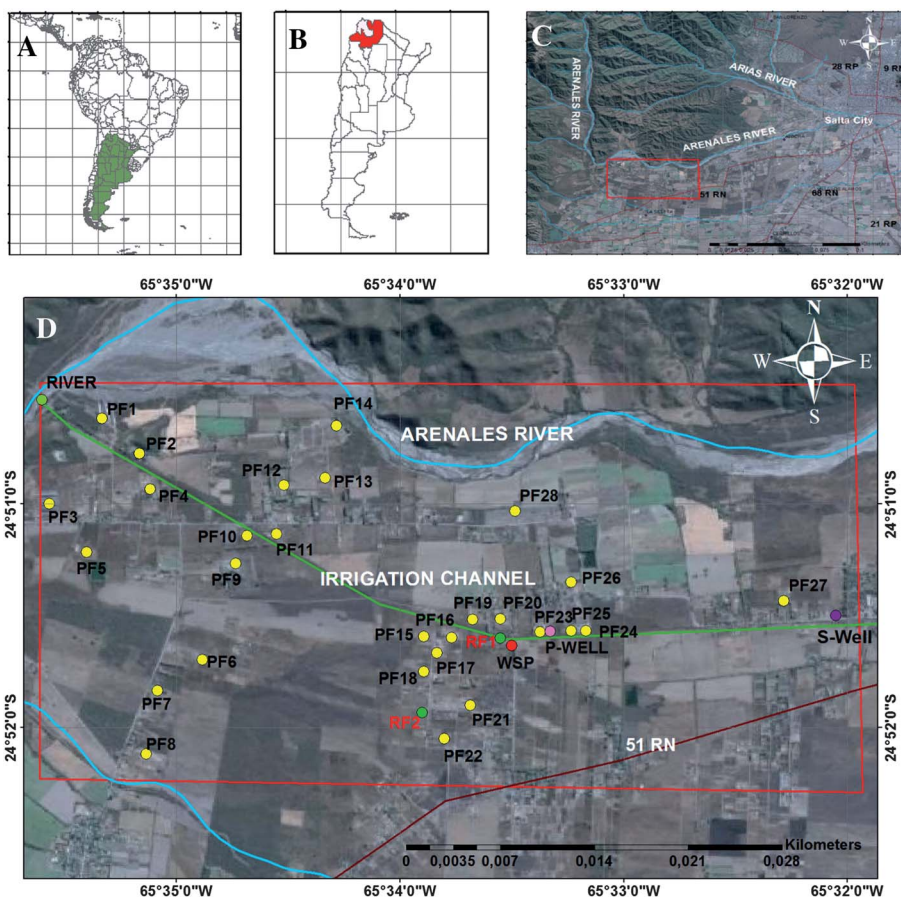 A
B
C
N
W E
S
28 RP
9 R
ARENALES RIVER
ARIAS RIVER
ARENALES RIVER
Salta City
51 RN
68 RN
21 RP
65°35'0"W 65°34'0"W 65°33'0"W 65°32'0"W
D
N
W E
S
RIVER
PF1
PF14
PF2
ARENALES RIVER
PF12
PF13
PF4
PF28
PF3
24°51'0"S 24°51'0"S
PF10
PF11
PF5
PF9
IRRIGATION CHANNEL
PF26
PF27
PF19 PF20
PF16 PF23 PF25
PF15 RF1 PF24
P-WELL
S-Well
WSP
PF17
PF6
PF18
PF7
PF21
RF2
24°52'0"S 24°52'0"S
PF8
PF22
51 RN
Kilometers
0 0,0035 0,007 0,014 0,021 0,028
65°35'0"W 65°34'0"W 65°33'0"W 65°32'0"W